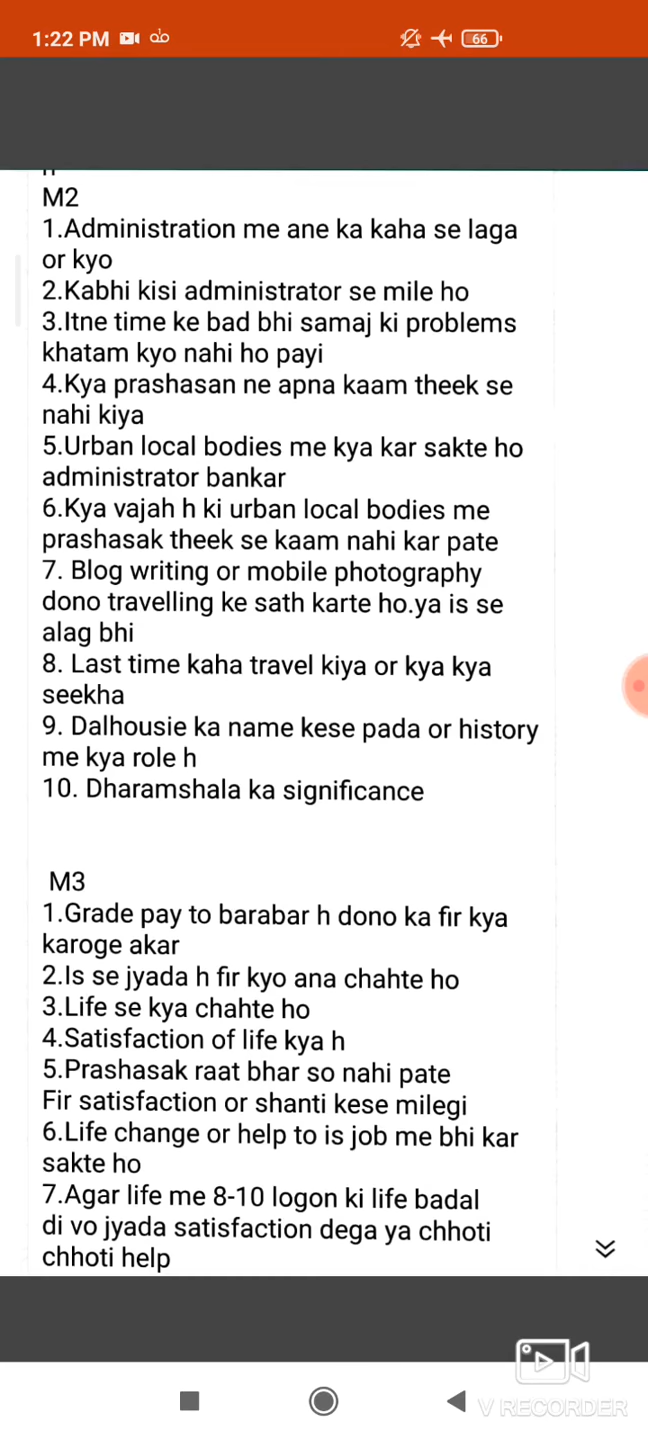 1:22 PM
66
M2
1.Administration me ane ka kaha se laga
or kyo
2.Kabhi kisi administrator se mile ho
3.Itne time ke bad bhi samaj ki problems
khatam kyo nahi ho payi
4.Kya prashasan ne apna kaam theek se
nahi kiya
5.Urban local bodies me kya kar sakte ho
administrator bankar
6.Kya vajah h ki urban local bodies me
prashasak theek se kaam nahi kar pate
7. Blog writing or mobile photography
dono travelling ke sath karte ho.ya is se
alag bhi
8. Last time kaha travel kiya or kya kya
seekha
9. Dalhousie ka name kese pada or history
me kya role h
10. Dharamshala ka significance
M3
1.Grade pay to barabar h dono ka fir kya
karoge akar
2.Is se jyada h fir kyo ana chahte ho
3.Life se kya chahte ho
4.Satisfaction of life kya h
5.Prashasak raat bhar so nahi pate
Fir satisfaction or shanti kese milegi
6.Life change or help to is job me bhi kar
sakte ho
7.Agar life me 8-10 logon ki life badal
di vo jyada satisfaction dega ya chhoti
chhoti help
V RECORDER